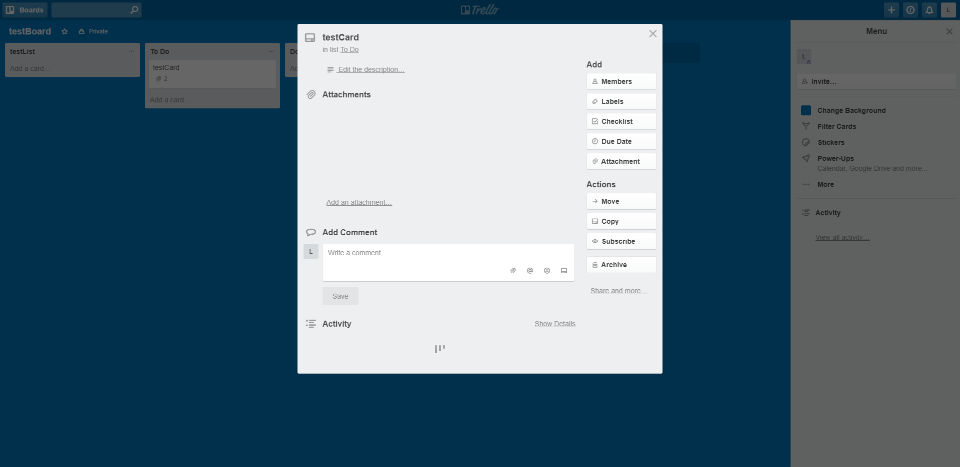 Boards
Trello
L
testBoard
Private
testList
Add a card...
To Do
testCard
2
Add a card...
testCard
in list To Do
Edit the description...
Attachments
Add an attachment...
Add Comment
L
Write a comment
Save
Activity
Show Details
Add
Members
Labels
Checklist
Due Date
Attachment
Actions
Move
Copy
Subscribe
Archive
Share and more...
Menu
L
Invite...
Change Background
Filter Cards
Stickers
Power-Ups
Calendar, Google Drive and more...
More
Activity
View all activity...